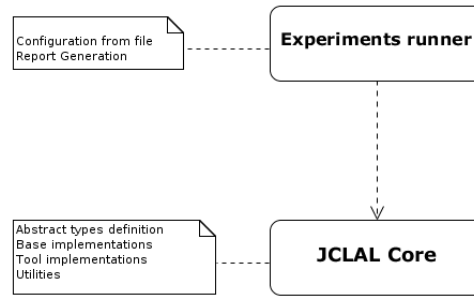 Configuration from file
Report Generation
Experiments runner
Abstract types definition
Base implementations
Tool implementations
Utilities
JCLAL Core